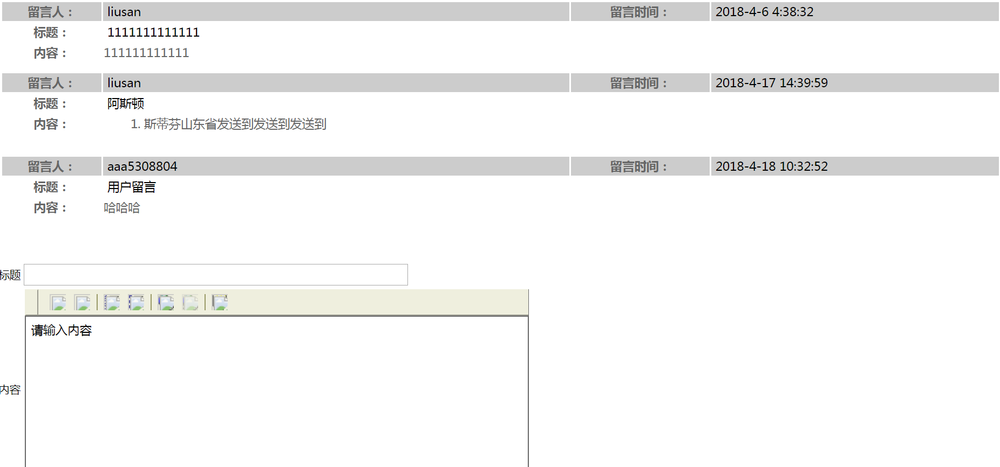 留言人： liusan 留言时间： 2018-4-6 4:38:32
标题： 1111111111111
内容： 111111111111
留言人： liusan 留言时间： 2018-4-17 14:39:59
标题： 阿斯顿
内容： 1. 斯蒂芬山东省发送到发送到发送到
留言人： aaa5308804 留言时间： 2018-4-18 10:32:52
标题： 用户留言
内容： 哈哈哈
标题
请输入内容
内容